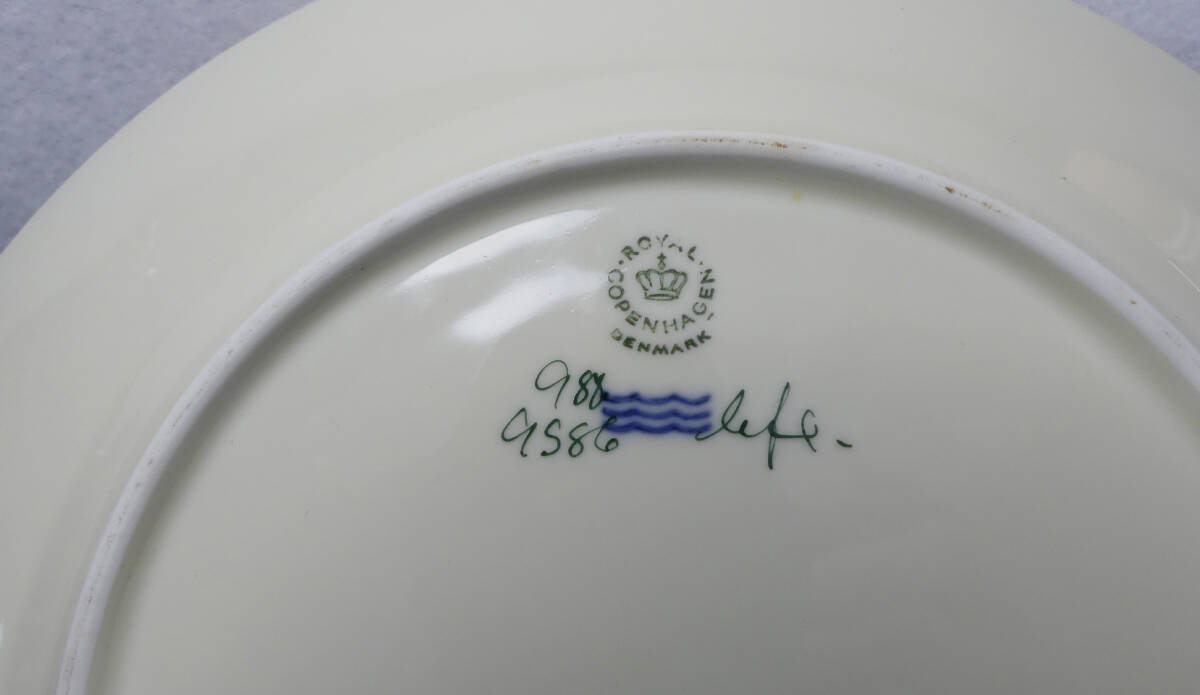 ROYAL COPENHAGEN
DENMARK
988
9586